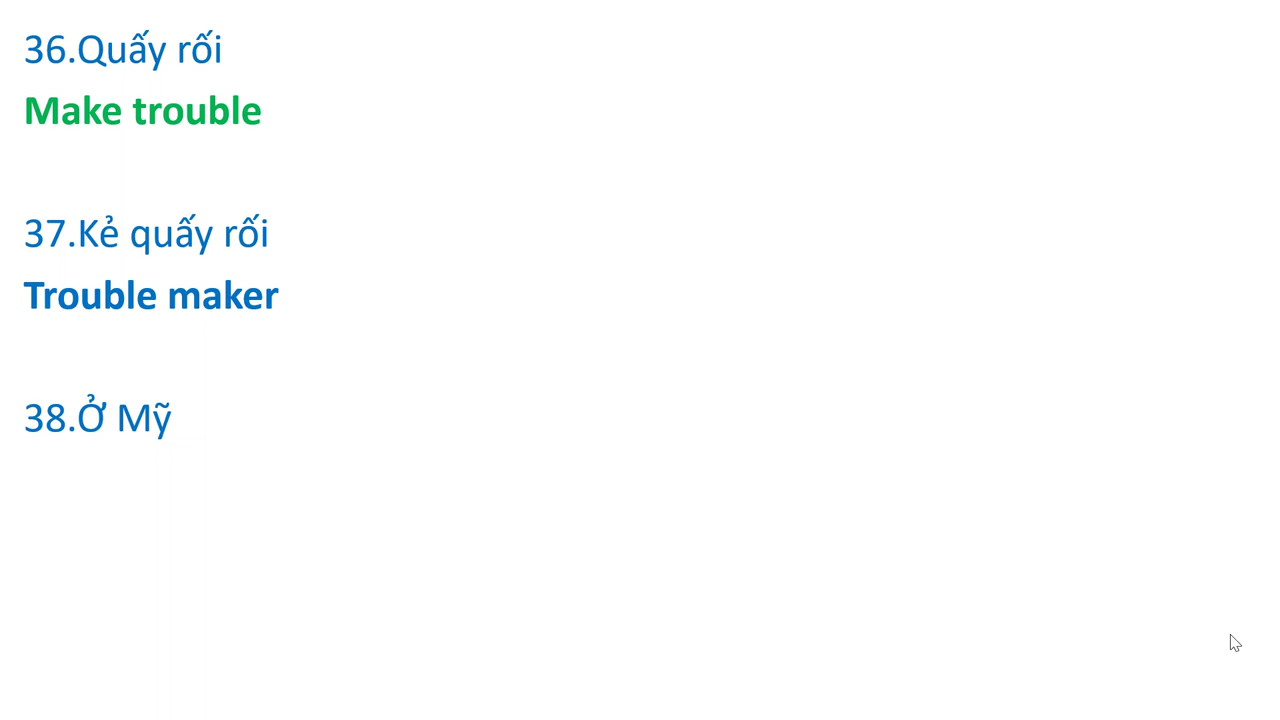 36.Quấy rối
Make trouble
37.Kẻ quấy rối
Trouble maker
38.Ở Mỹ